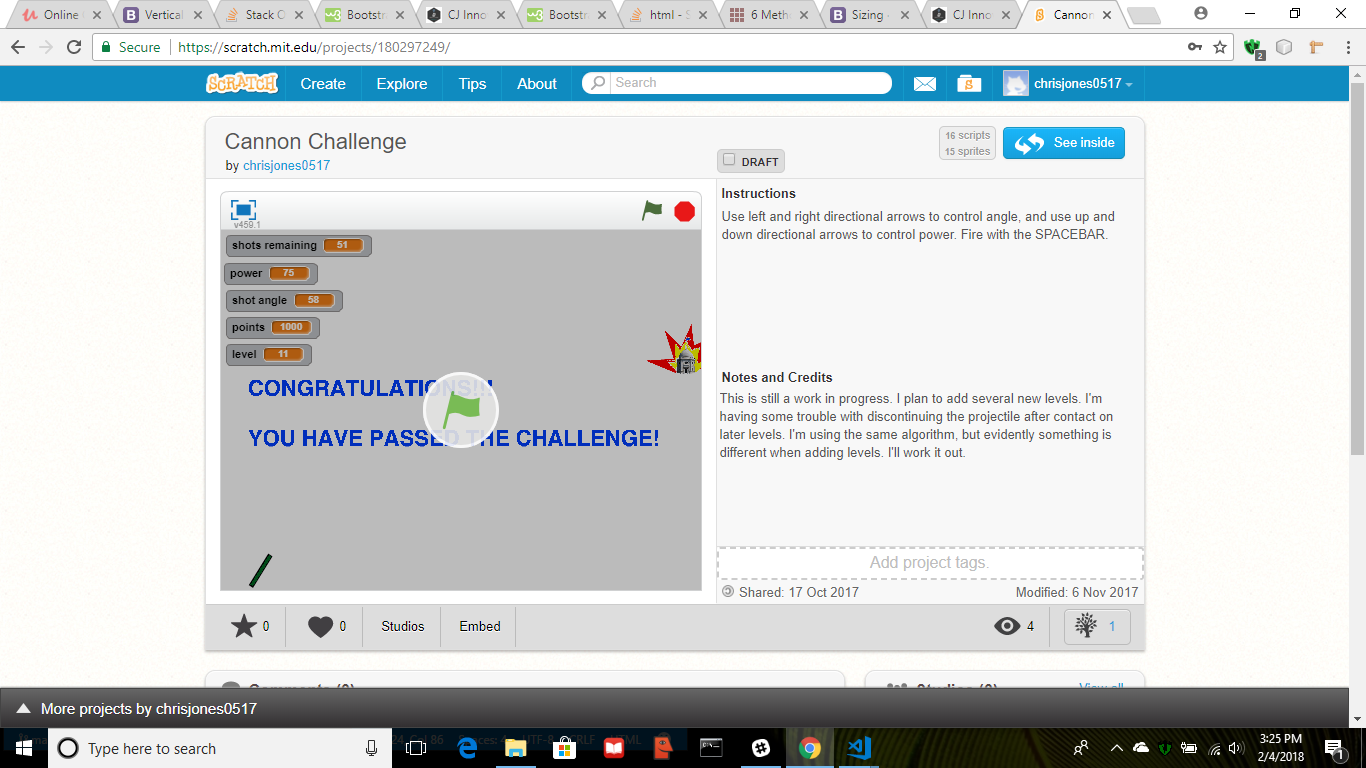 Online
Vertical
Stack O
Bootstr
CJ Inno
Bootstr
html - S
6 Meth
Sizing
CJ Inno
Cannon
Secure
https://scratch.mit.edu/projects/180297249/
2
SCRATCH
Create
Explore
Tips
About
Search
S
chrisjones0517
Cannon Challenge
by chrisjones0517
DRAFT
16 scripts
15 sprites
See inside
v459.1
shots remaining 51
power 75
shot angle 58
points 1000
level 11
CONGRATULATIONS!!!
YOU HAVE PASSED THE CHALLENGE!
Instructions
Use left and right directional arrows to control angle, and use up and
down directional arrows to control power. Fire with the SPACEBAR.
Notes and Credits
This is still a work in progress. I plan to add several new levels. I'm
having some trouble with discontinuing the projectile after contact on
later levels. I'm using the same algorithm, but evidently something is
different when adding levels. I'll work it out.
Add project tags.
Shared: 17 Oct 2017
Modified: 6 Nov 2017
0
0
Studios
Embed
4
1
Comments (0)
Studios (0)
View all
More projects by chrisjones0517
Type here to search
3:25 PM
2/4/2018
1